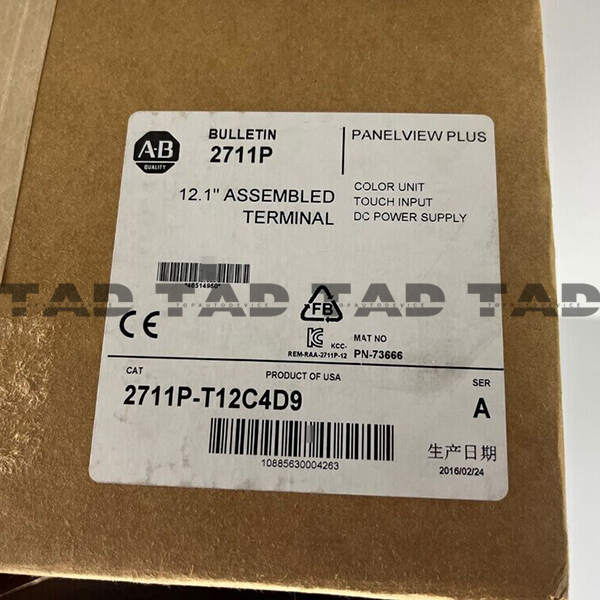 A-B
QUALITY
BULLETIN
2711P
PANELVIEW PLUS
12.1" ASSEMBLED
TERMINAL
COLOR UNIT
TOUCH INPUT
DC POWER SUPPLY
*48514960*
TAD TAD TAD TAD
TOPAUTODEVICE
FB
CE
KCC-
REM-RAA-2711P-12
MAT NO
PN-73666
CAT
PRODUCT OF USA
SER
2711P-T12C4D9
A
10885630004263
生产日期
2016/02/24